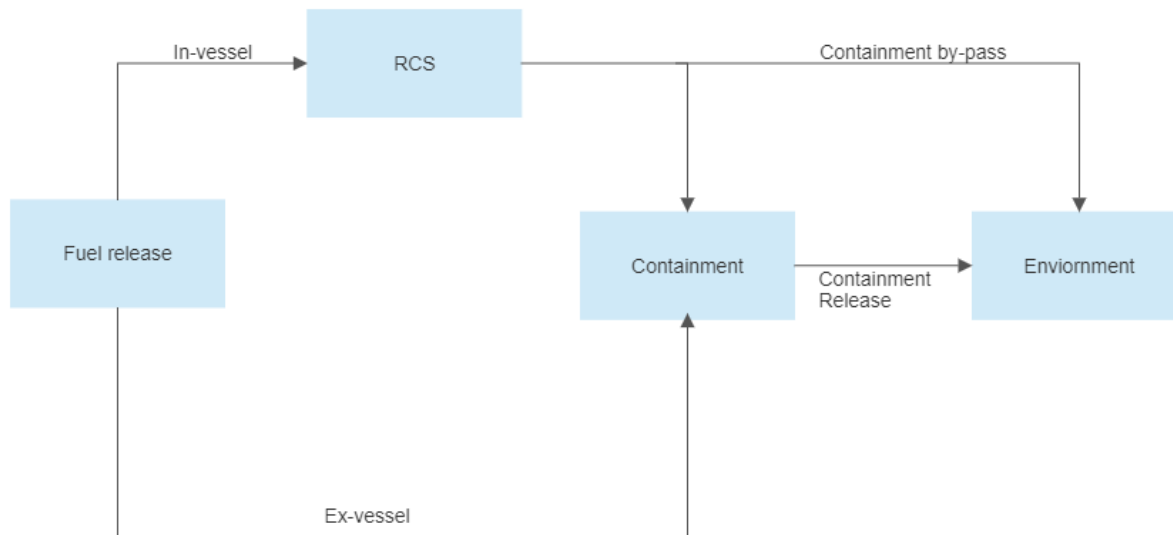 In-vessel
RCS
Containment by-pass
Fuel release
Containment
Containment
Release
Enviornment
Ex-vessel